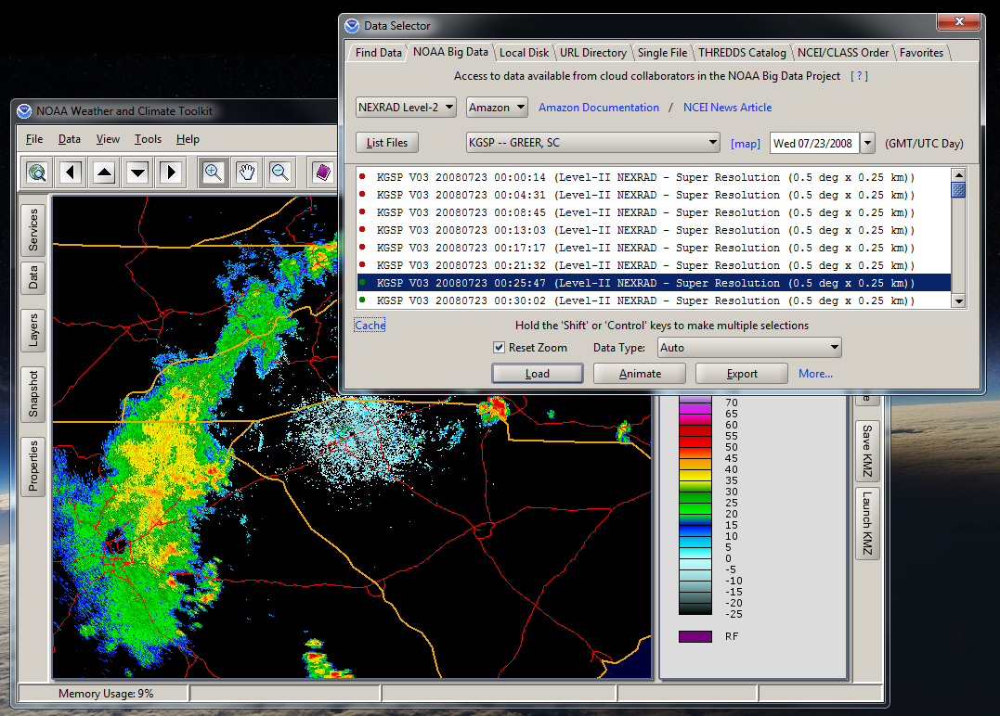 Data Selector
Find Data NOAA Big Data Local Disk URL Directory Single File THREDDS Catalog NCEI/CLASS Order Favorites
Access to data available from cloud collaborators in the NOAA Big Data Project [ ? ]
NEXRAD Level-2 Amazon Amazon Documentation / NCEI News Article
List Files KGSP -- GREER, SC [map] Wed 07/23/2008 (GMT/UTC Day)
KGSP V03 20080723 00:00:14 (Level-II NEXRAD - Super Resolution (0.5 deg x 0.25 km))
KGSP V03 20080723 00:04:31 (Level-II NEXRAD - Super Resolution (0.5 deg x 0.25 km))
KGSP V03 20080723 00:08:45 (Level-II NEXRAD - Super Resolution (0.5 deg x 0.25 km))
KGSP V03 20080723 00:13:03 (Level-II NEXRAD - Super Resolution (0.5 deg x 0.25 km))
KGSP V03 20080723 00:17:17 (Level-II NEXRAD - Super Resolution (0.5 deg x 0.25 km))
KGSP V03 20080723 00:21:32 (Level-II NEXRAD - Super Resolution (0.5 deg x 0.25 km))
KGSP V03 20080723 00:25:47 (Level-II NEXRAD - Super Resolution (0.5 deg x 0.25 km))
KGSP V03 20080723 00:30:02 (Level-II NEXRAD - Super Resolution (0.5 deg x 0.25 km))
Cache Hold the 'Shift' or 'Control' keys to make multiple selections
Reset Zoom Data Type: Auto
Load Animate Export More...
NOAA Weather and Climate Toolkit
File Data View Tools Help
Services
Data
Layers
Snapshot
Properties
70
65
60
55
50
45
40
35
30
25
20
15
10
5
0
-5
-10
-15
-20
-25
RF
Save KMZ
Launch KMZ
Memory Usage: 9%